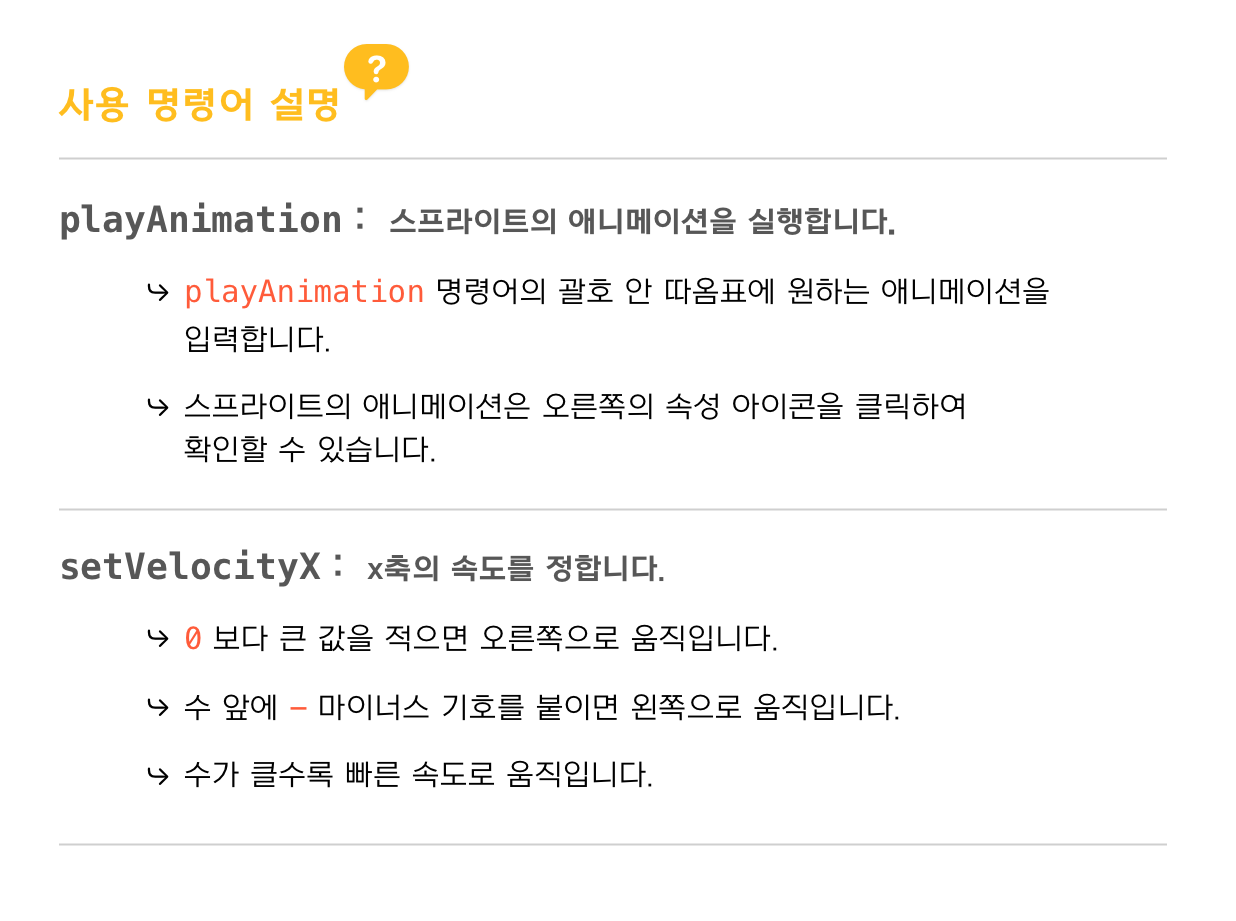 사용 명령어 설명 ?
playAnimation : 스프라이트의 애니메이션을 실행합니다.
↪ playAnimation 명령어의 괄호 안 따옴표에 원하는 애니메이션을
입력합니다.
↪ 스프라이트의 애니메이션은 오른쪽의 속성 아이콘을 클릭하여
확인할 수 있습니다.
setVelocityX : x축의 속도를 정합니다.
↪ 0 보다 큰 값을 적으면 오른쪽으로 움직입니다.
↪ 수 앞에 – 마이너스 기호를 붙이면 왼쪽으로 움직입니다.
↪ 수가 클수록 빠른 속도로 움직입니다.